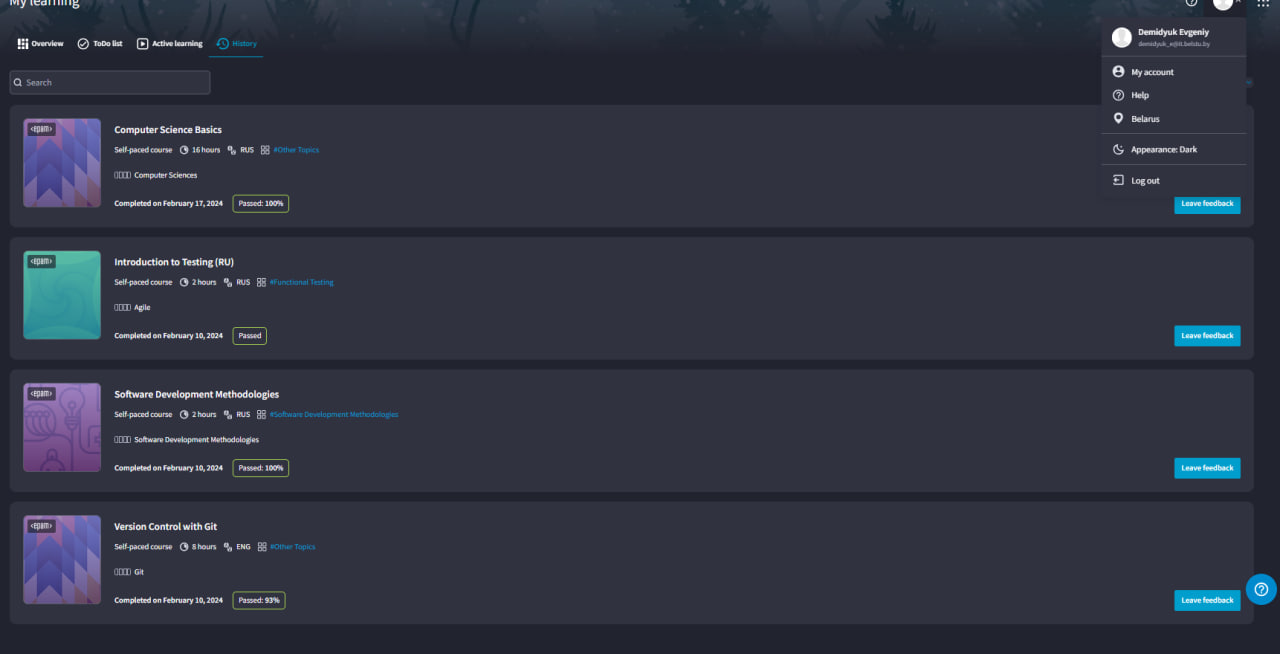 My learning
Overview
ToDo list
Active learning
History
Search
Demidyuk Evgeniy
demidyuk_e@it.belstu.by
My account
Help
Belarus
Appearance: Dark
Log out
<epam>
Computer Science Basics
Self-paced course 16 hours RUS #Other Topics
Computer Sciences
Completed on February 17, 2024 Passed: 100%
Leave feedback
<epam>
Introduction to Testing (RU)
Self-paced course 2 hours RUS #Functional Testing
Agile
Completed on February 10, 2024 Passed
Leave feedback
<epam>
Software Development Methodologies
Self-paced course 2 hours RUS #Software Development Methodologies
Software Development Methodologies
Completed on February 10, 2024 Passed: 100%
Leave feedback
<epam>
Version Control with Git
Self-paced course 8 hours ENG #Other Topics
Git
Completed on February 10, 2024 Passed: 93%
Leave feedback